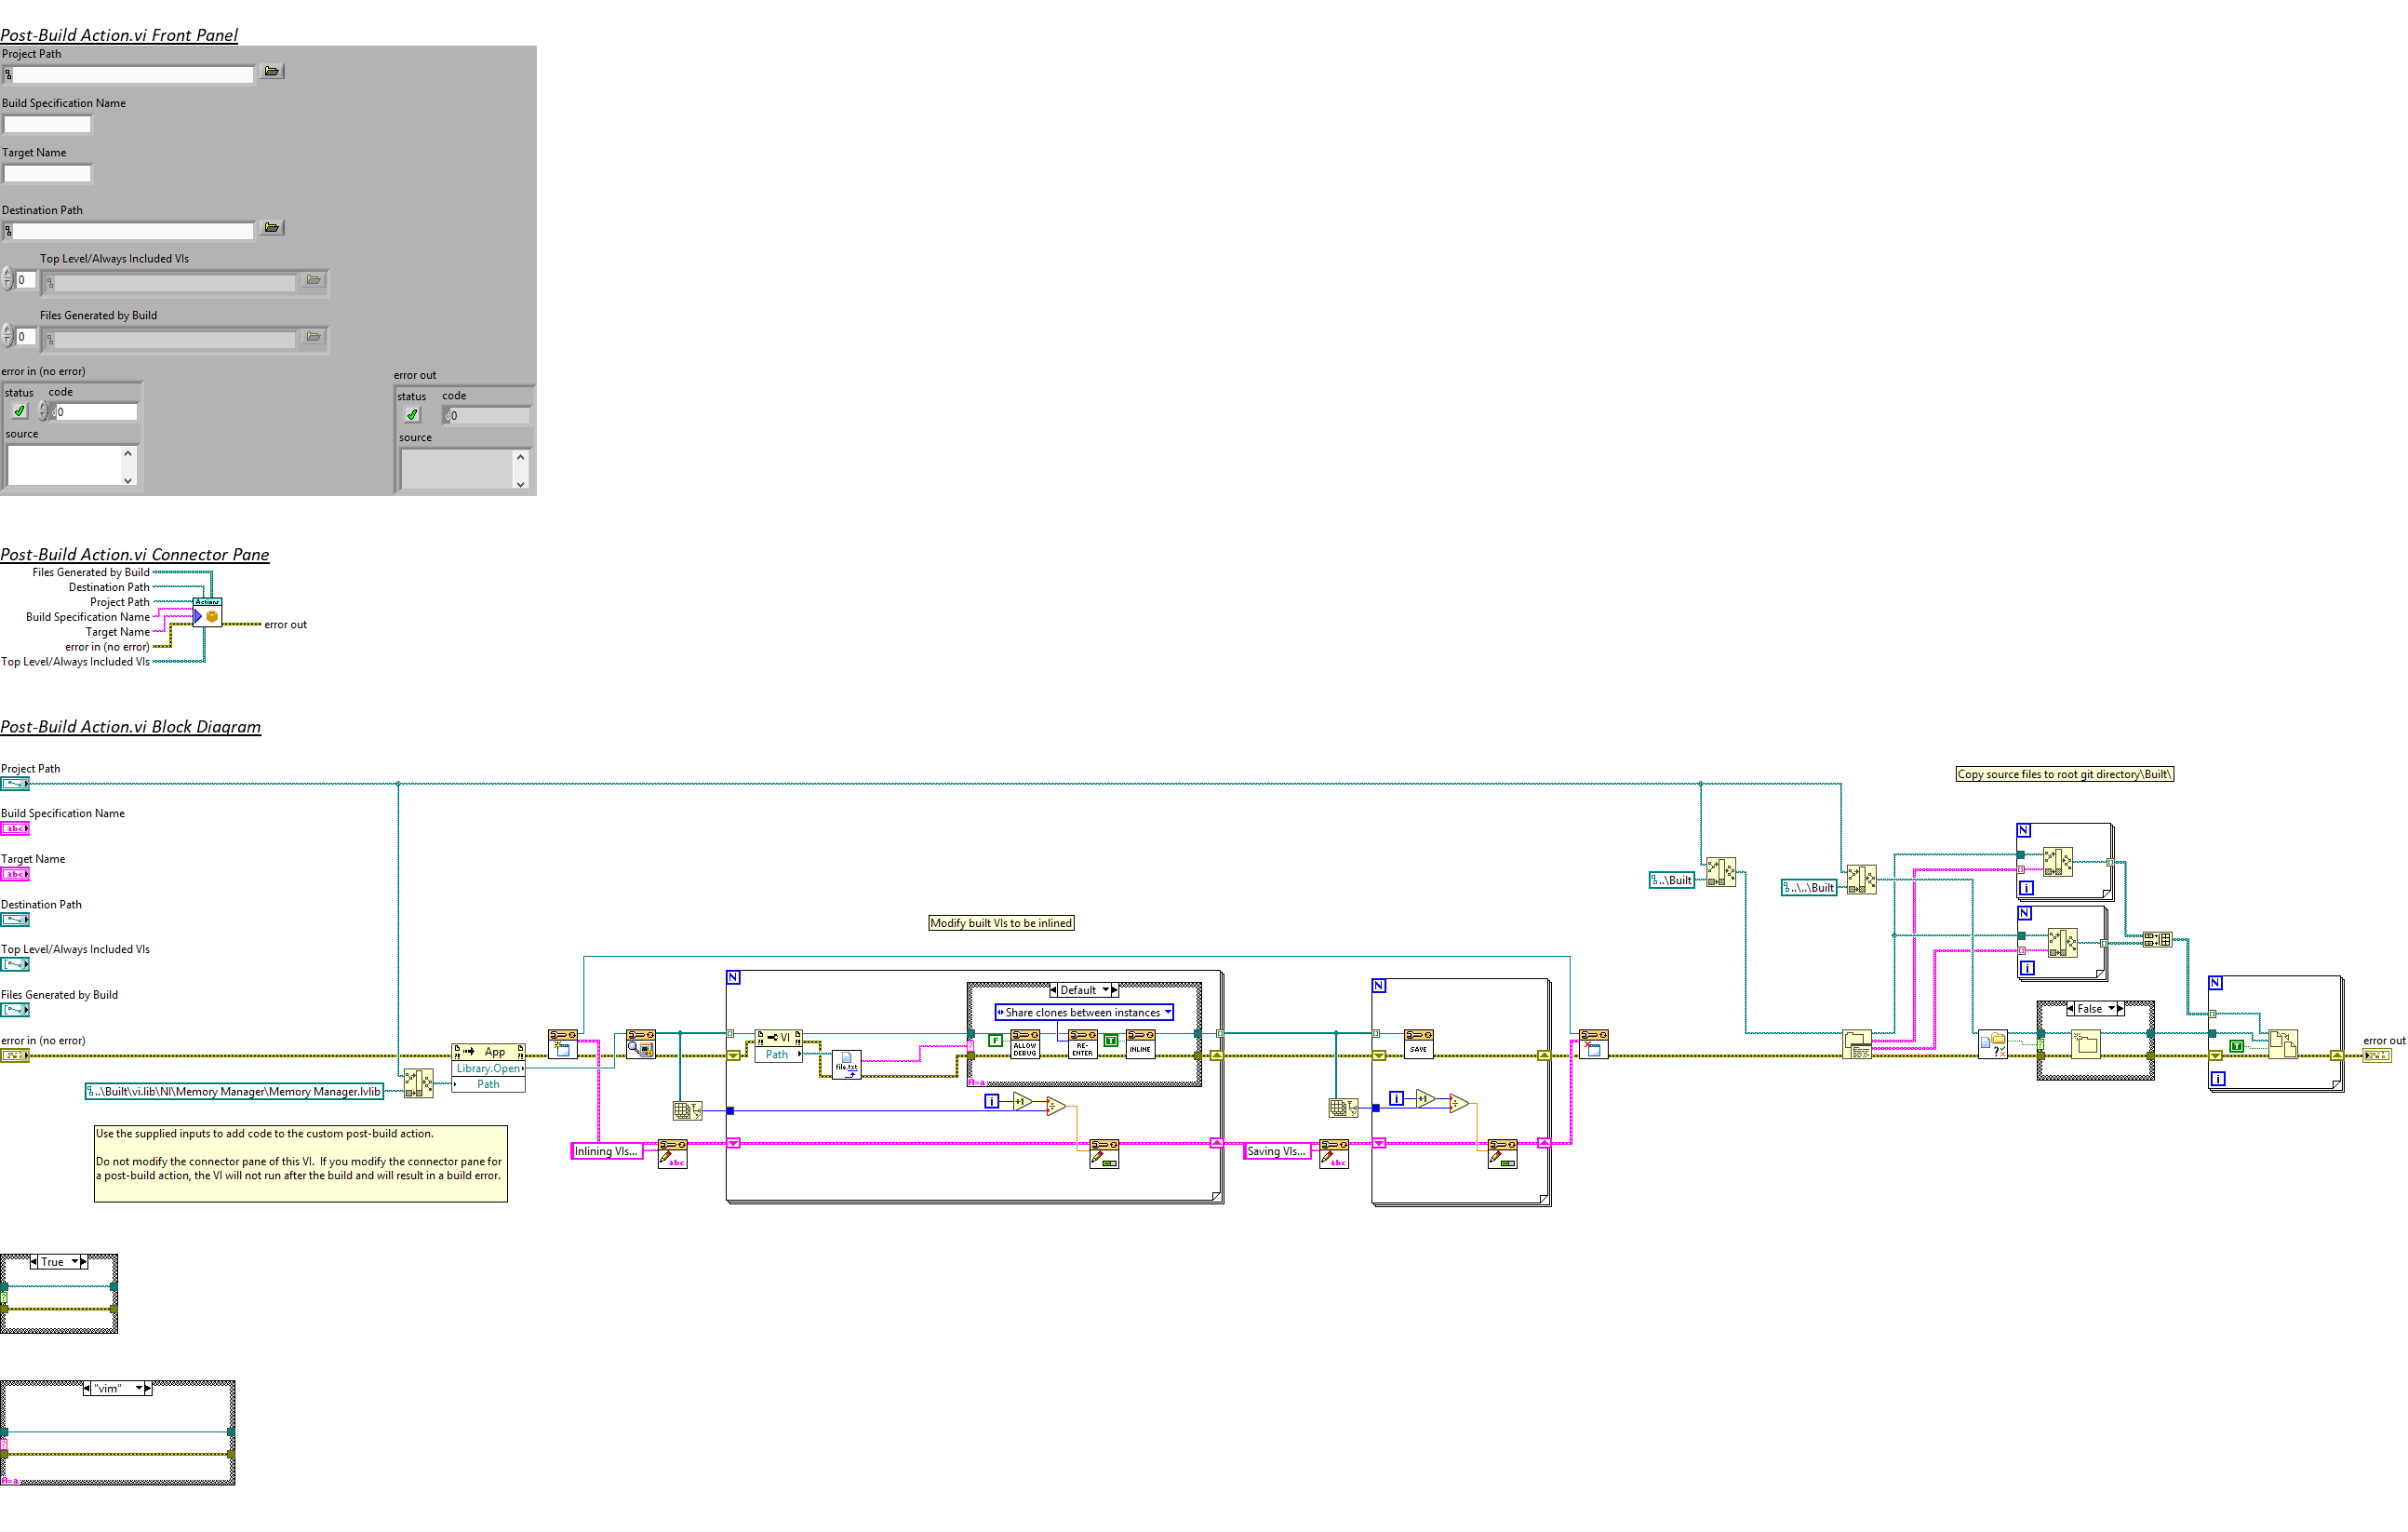 Post-Build Action.vi Front Panel
Project Path
Build Specification Name
Target Name
Destination Path
Top Level/Always Included VIs
0
Files Generated by Build
0
error in (no error)
status code
0
source
error out
status code
0
source
Post-Build Action.vi Connector Pane
Files Generated by Build
Destination Path
Project Path
Build Specification Name
Target Name
error in (no error)
Top Level/Always Included VIs
Actions
error out
Post-Build Action.vi Block Diagram
Project Path
Build Specification Name
abc
Target Name
abc
Destination Path
Top Level/Always Included VIs
Files Generated by Build
error in (no error)
..\Built\vi.lib\NI\Memory Manager\Memory Manager.lvlib
App
Library.Open
Path
Use the supplied inputs to add code to the custom post-build action.
Do not modify the connector pane of this VI. If you modify the connector pane for
a post-build action, the VI will not run after the build and will result in a build error.
Modify built VIs to be inlined
Inlining VIs...
abc
N
VI
Path
file.txt
Default
Share clones between instances
F
ALLOW
DEBUG
RE-
ENTER
T
INLINE
A=a
i
+1
Saving VIs...
abc
N
SAVE
i
+1
..\Built
..\..\Built
Copy source files to root git directory\Built\
N
i
N
i
False
N
T
i
error out
True
"vim"
A=a